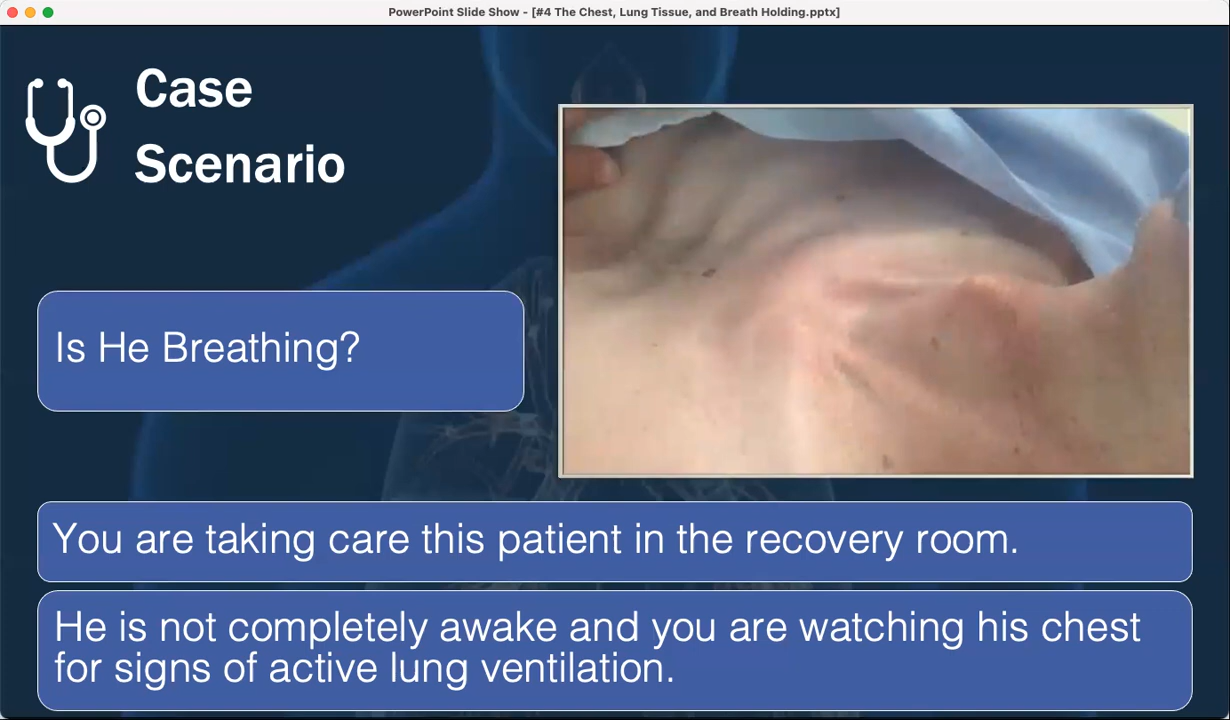 PowerPoint Slide Show - [#4 The Chest, Lung Tissue, and Breath Holding.pptx]
Case
Scenario
Is He Breathing?
You are taking care this patient in the recovery room.
He is not completely awake and you are watching his chest
for signs of active lung ventilation.